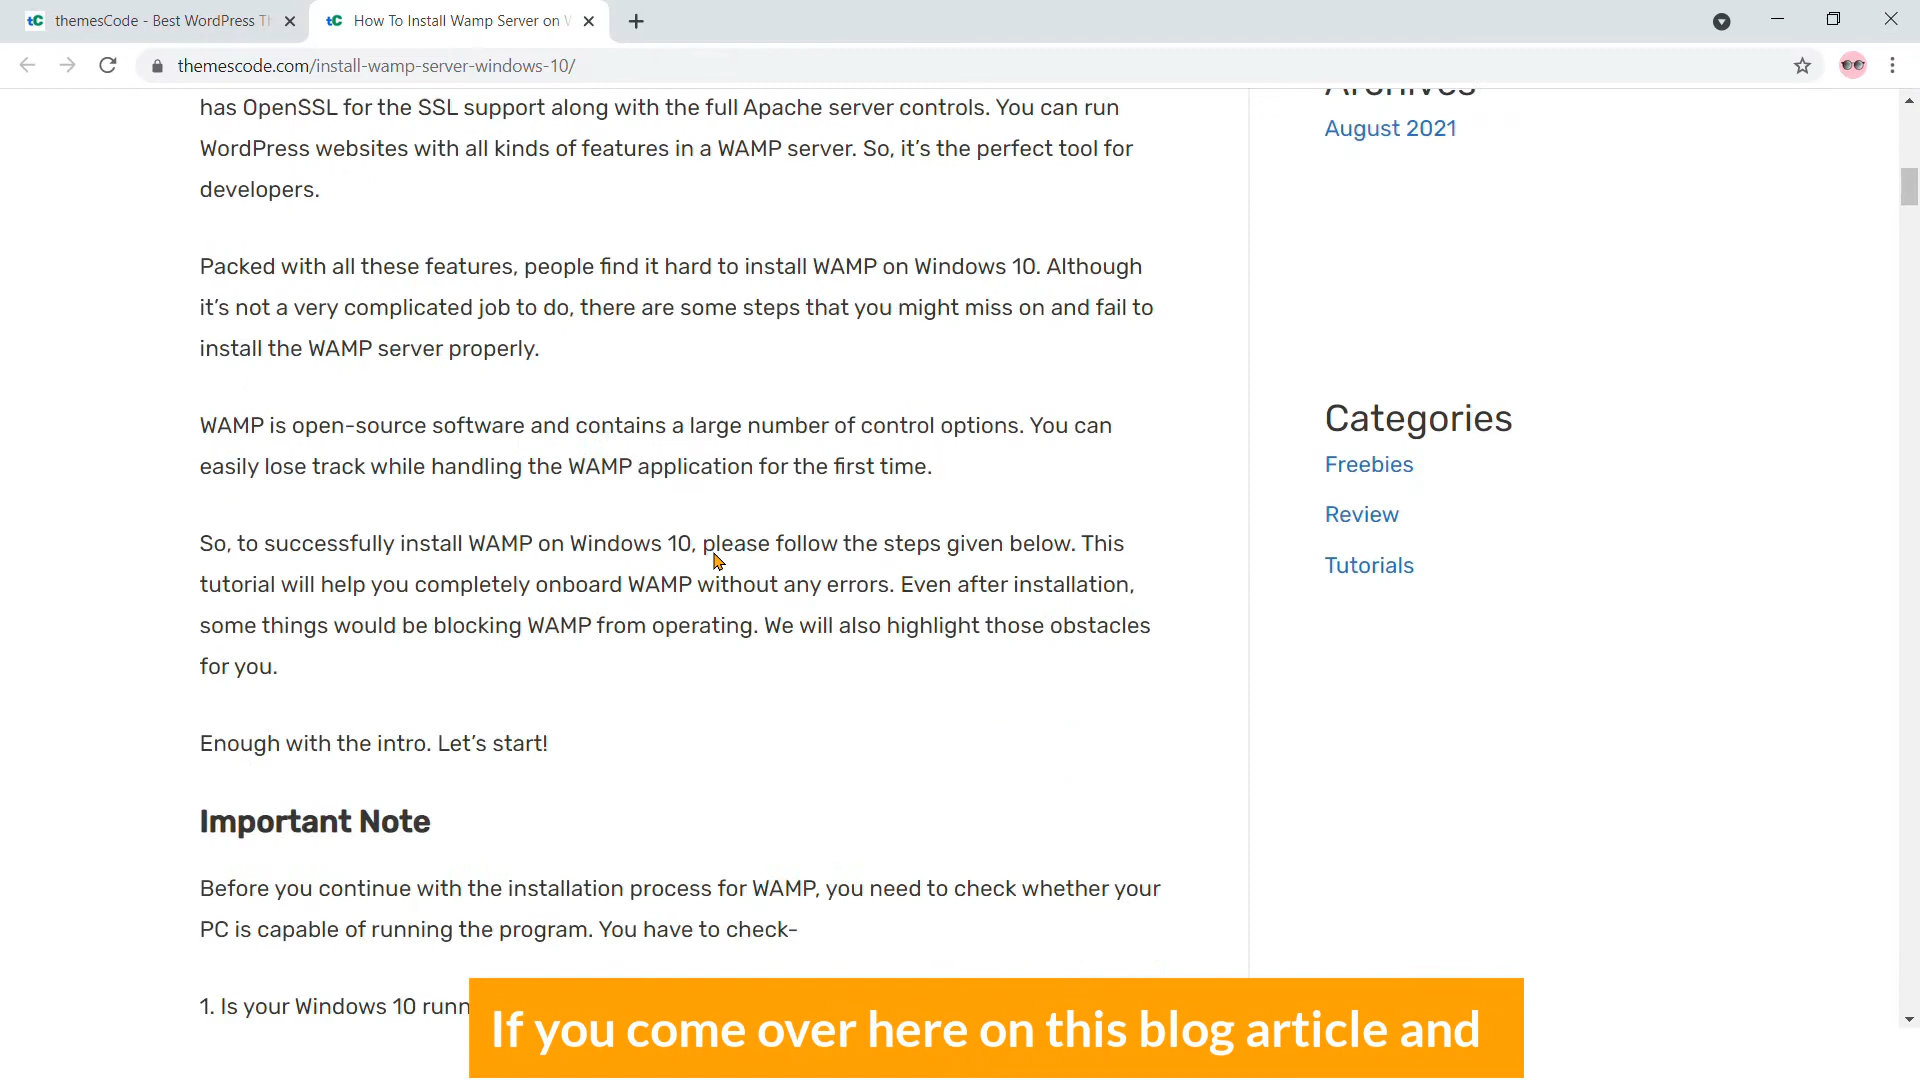 themesCode - Best WordPress Th
How To Install Wamp Server on W
themescode.com/install-wamp-server-windows-10/
has OpenSSL for the SSL support along with the full Apache server controls. You can run
WordPress websites with all kinds of features in a WAMP server. So, it’s the perfect tool for
developers.
Packed with all these features, people find it hard to install WAMP on Windows 10. Although
it’s not a very complicated job to do, there are some steps that you might miss on and fail to
install the WAMP server properly.
WAMP is open-source software and contains a large number of control options. You can
easily lose track while handling the WAMP application for the first time.
So, to successfully install WAMP on Windows 10, please follow the steps given below. This
tutorial will help you completely onboard WAMP without any errors. Even after installation,
some things would be blocking WAMP from operating. We will also highlight those obstacles
for you.
Enough with the intro. Let’s start!
Important Note
Before you continue with the installation process for WAMP, you need to check whether your
PC is capable of running the program. You have to check-
1. Is your Windows 10 runn
Archives
August 2021
Categories
Freebies
Review
Tutorials
If you come over here on this blog article and